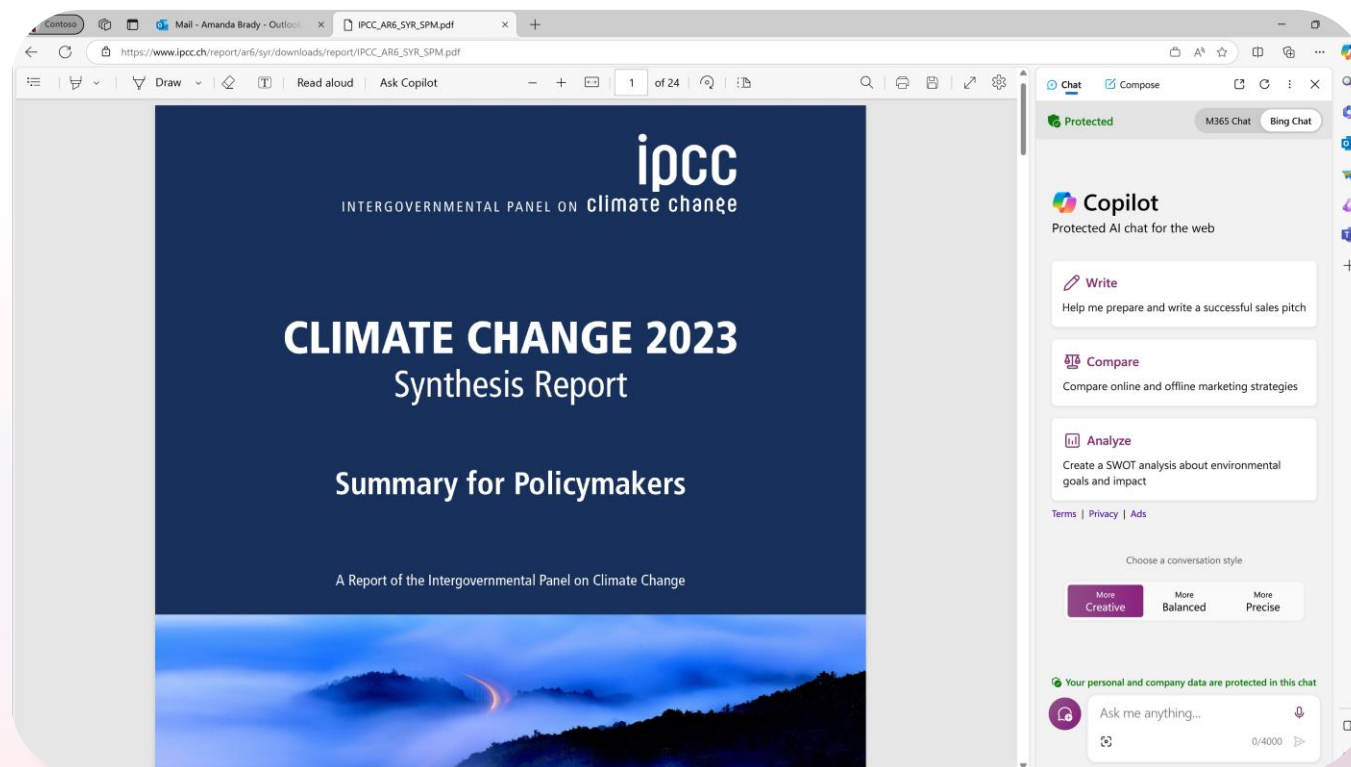 Contoso
Mail - Amanda Brady - Outlook
IPCC_AR6_SYR_SPM.pdf
https://www.ipcc.ch/report/ar6/syr/downloads/report/IPCC_AR6_SYR_SPM.pdf
Draw
Read aloud
Ask Copilot
1 of 24
ipcc
INTERGOVERNMENTAL PANEL ON climate change
CLIMATE CHANGE 2023
Synthesis Report
Summary for Policymakers
A Report of the Intergovernmental Panel on Climate Change
Chat
Compose
Protected
M365 Chat
Bing Chat
Copilot
Protected AI chat for the web
Write
Help me prepare and write a successful sales pitch
Compare
Compare online and offline marketing strategies
Analyze
Create a SWOT analysis about environmental
goals and impact
Terms | Privacy | Ads
Choose a conversation style
More
Creative
More
Balanced
More
Precise
Your personal and company data are protected in this chat
Ask me anything...
0/4000